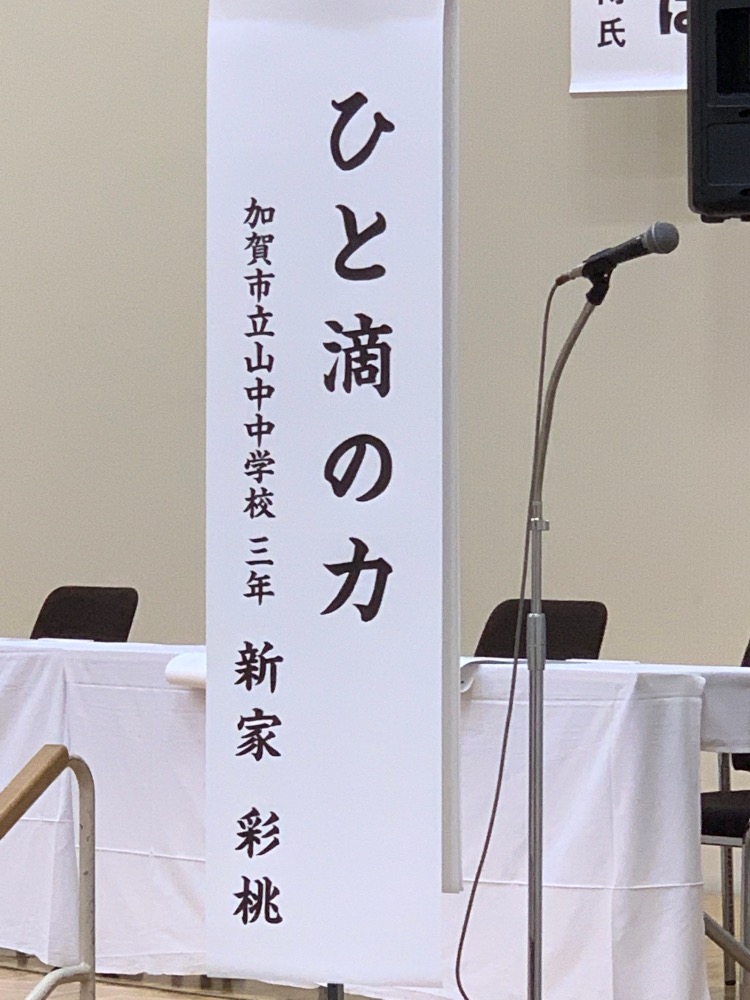 ひと滴の力
加賀市立山中中学校 三年 新家 彩桃
氏
は